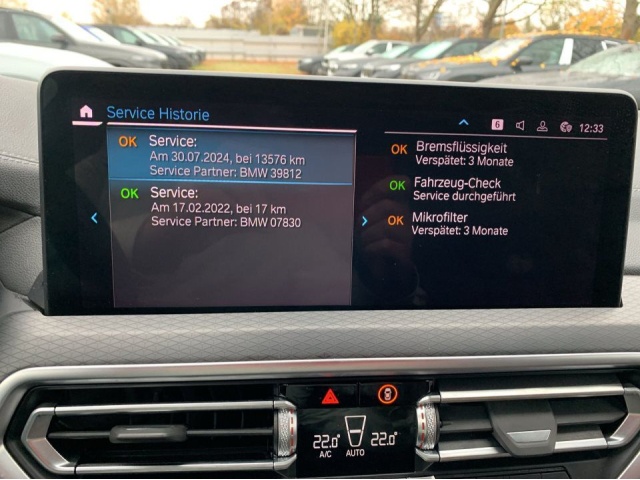 Service Historie
6
12:33
OK Service:
Am 30.07.2024, bei 13576 km
Service Partner: BMW 39812
OK Service:
Am 17.02.2022, bei 17 km
Service Partner: BMW 07830
OK Bremsflüssigkeit
Verspätet: 3 Monate
OK Fahrzeug-Check
Service durchgeführt
OK Mikrofilter
Verspätet: 3 Monate
22.0 22.0
A/C AUTO